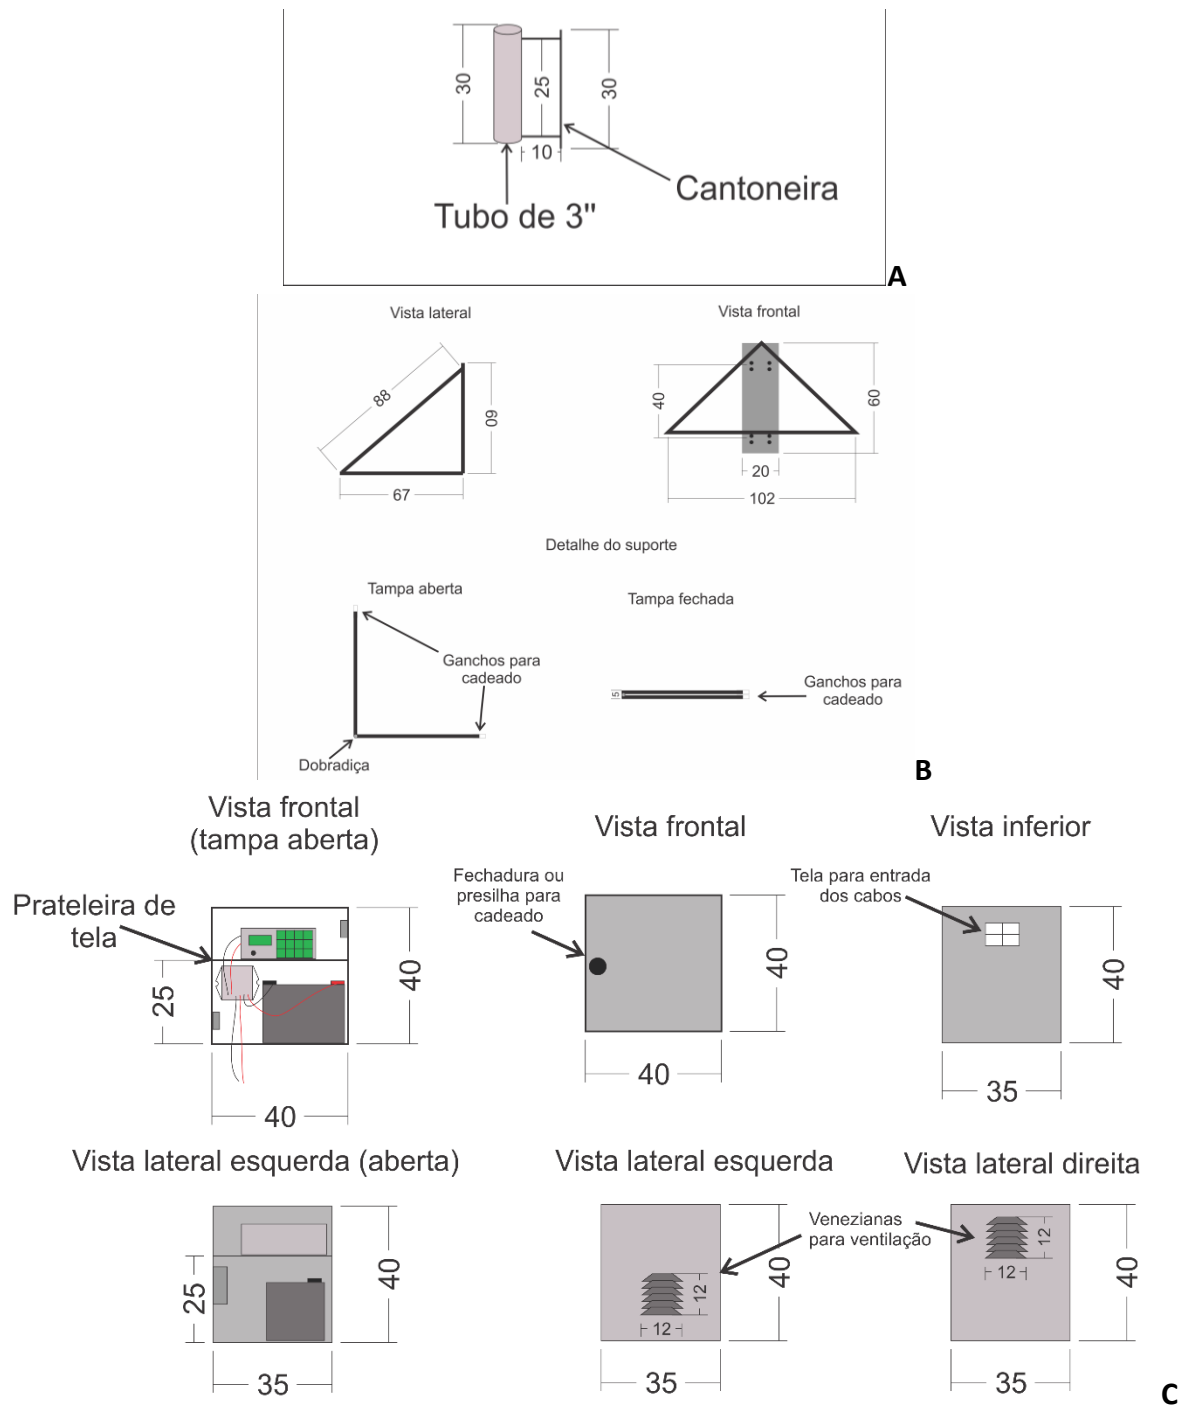 30
25
30
10
Cantoneira
Tubo de 3"
A
Vista lateral
Vista frontal
88
60
40
60
67
20
102
Detalhe do suporte
Tampa aberta
Tampa fechada
Ganchos para
cadeado
5
Ganchos para
cadeado
Dobradiça
B
Vista frontal
(tampa aberta)
Vista frontal
Vista inferior
Prateleira de
tela
Fechadura ou
presilha para
cadeado
Tela para entrada
dos cabos
25
40
40
40
40
40
35
Vista lateral esquerda (aberta)
Vista lateral esquerda
Vista lateral direita
Venezianas
para ventilação
25
40
35
12
12
40
35
12
12
40
35
C